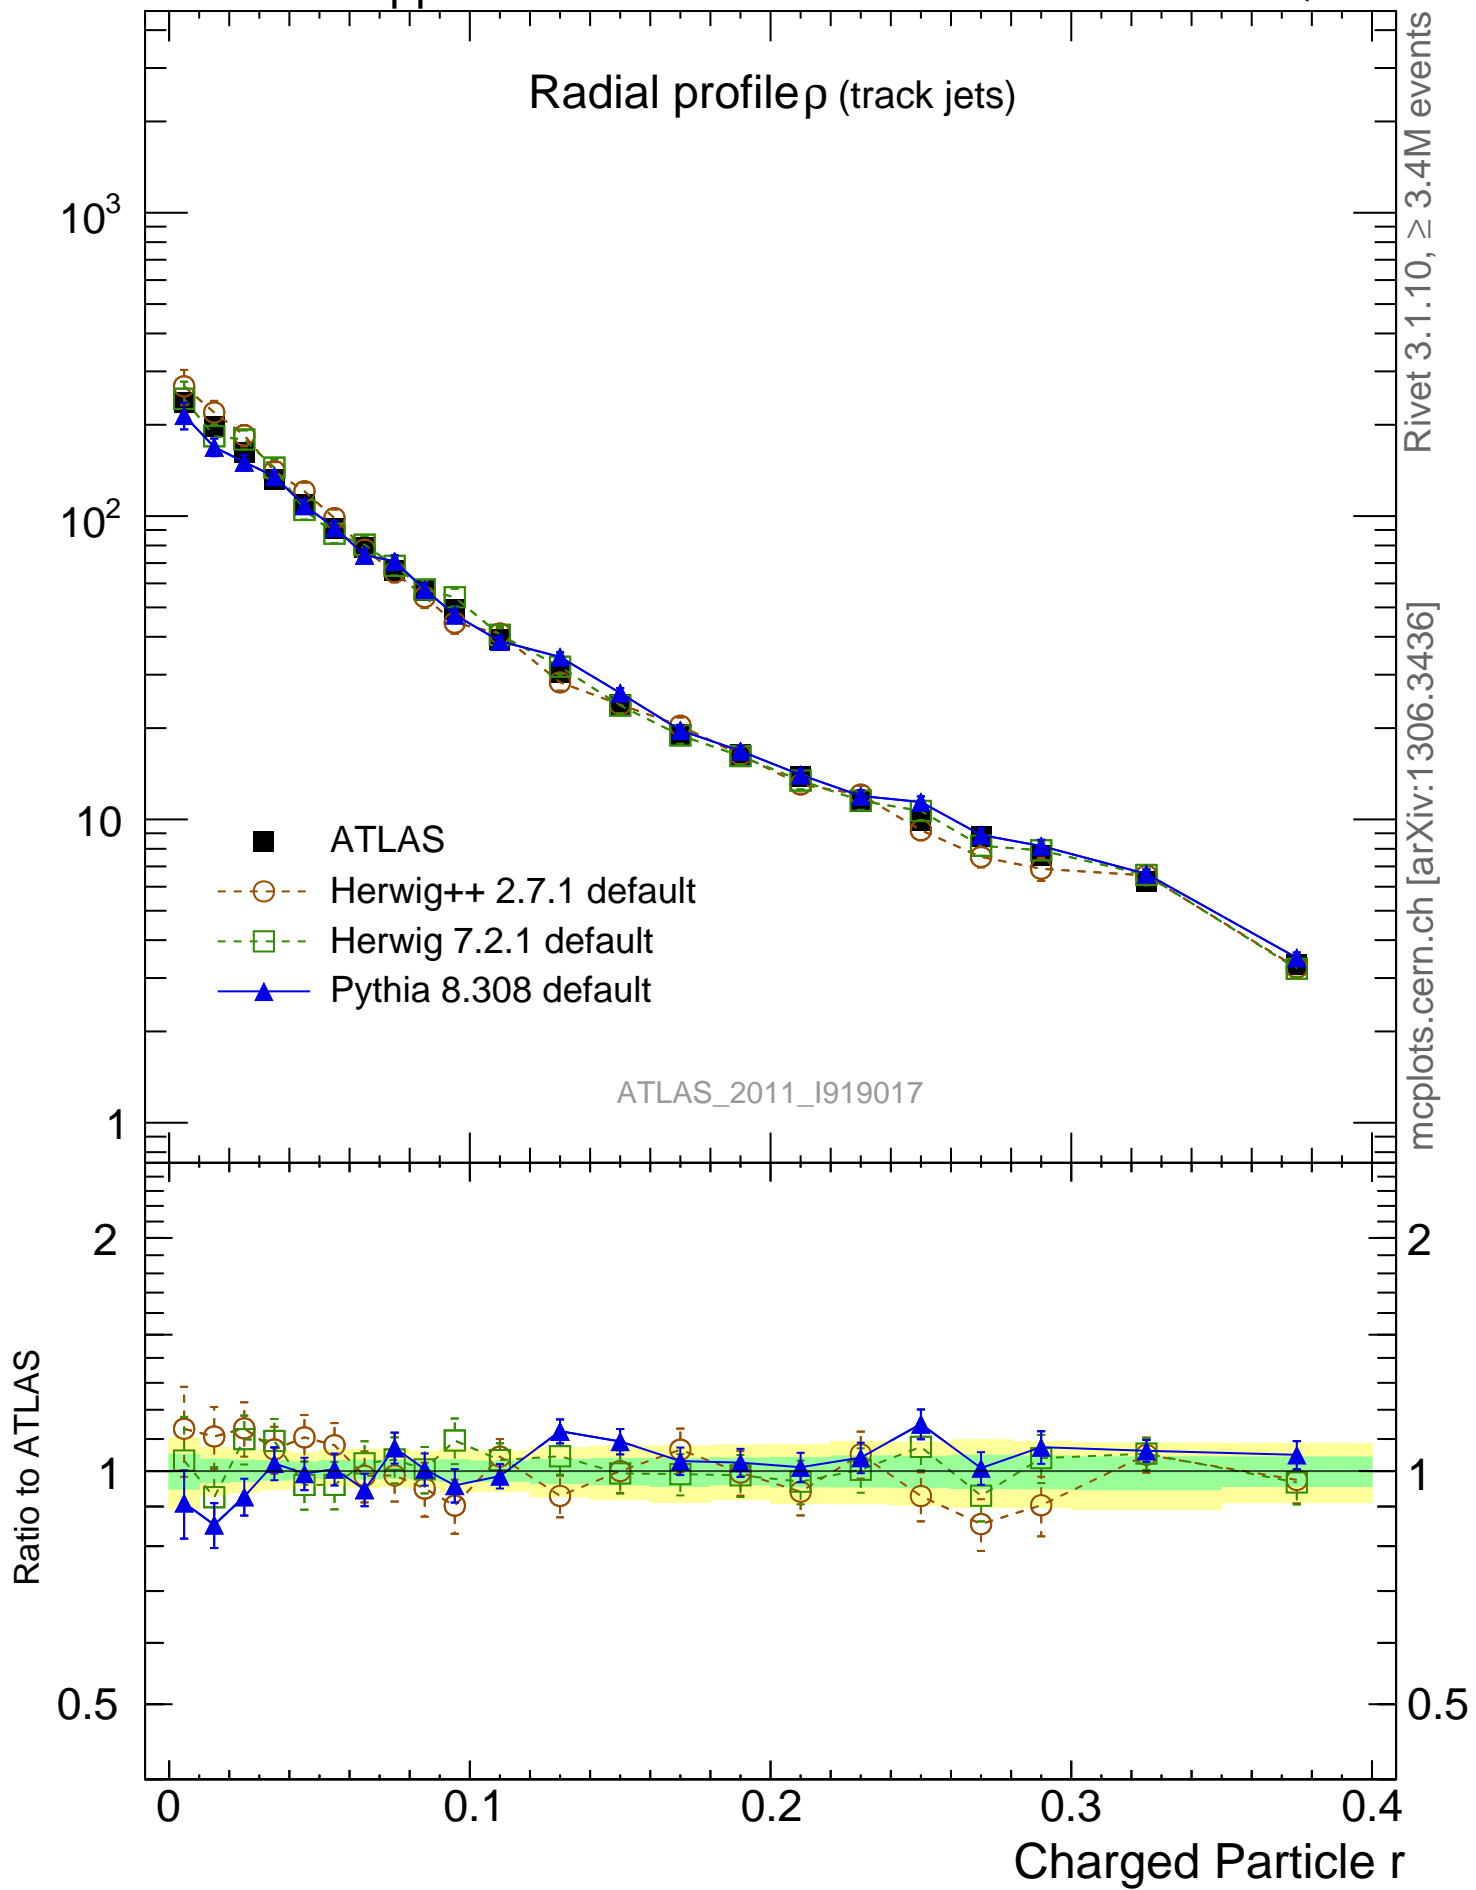 Radial profile ρ (track jets)
10³
10²
10
1
ATLAS
Herwig++ 2.7.1 default
Herwig 7.2.1 default
Pythia 8.308 default
ATLAS_2011_I919017
Rivet 3.1.10, ≥ 3.4M events
mcplots.cern.ch [arXiv:1306.3436]
Ratio to ATLAS
2
1
0.5
2
1
0.5
0 0.1 0.2 0.3 0.4
Charged Particle r